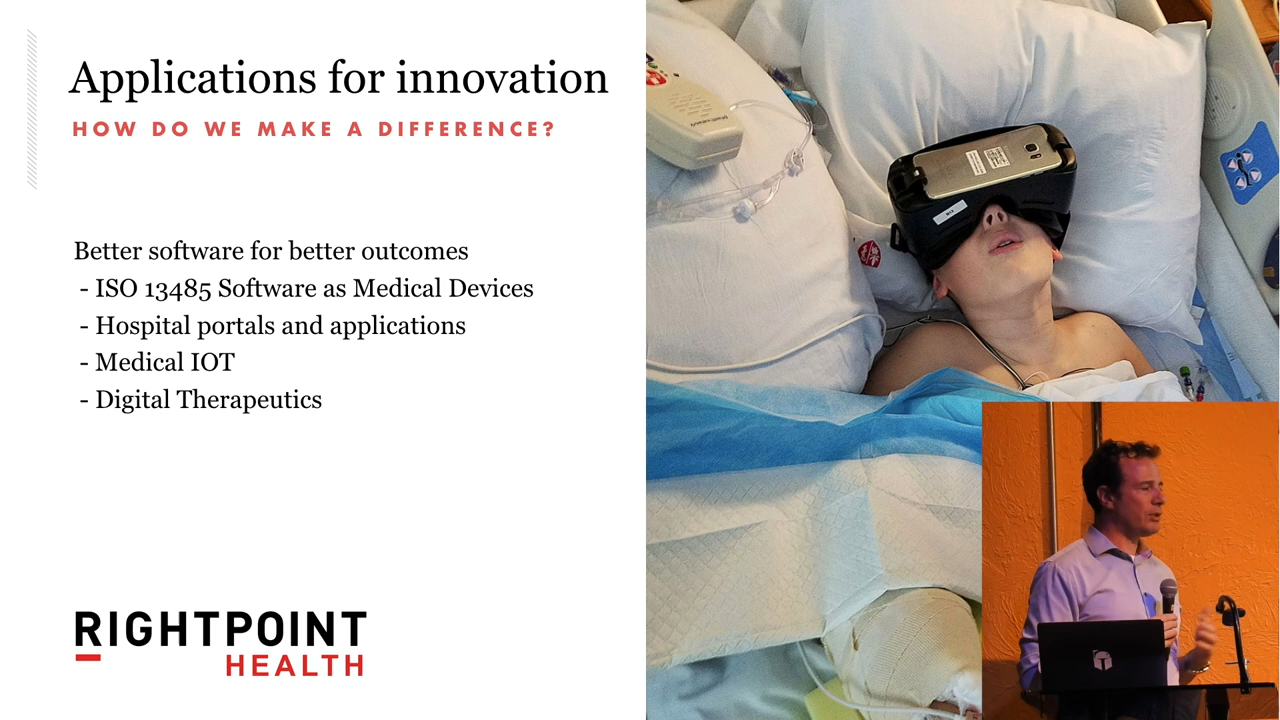 Applications for innovation
HOW DO WE MAKE A DIFFERENCE?
Better software for better outcomes
- ISO 13485 Software as Medical Devices
- Hospital portals and applications
- Medical IOT
- Digital Therapeutics
RIGHTPOINT
HEALTH